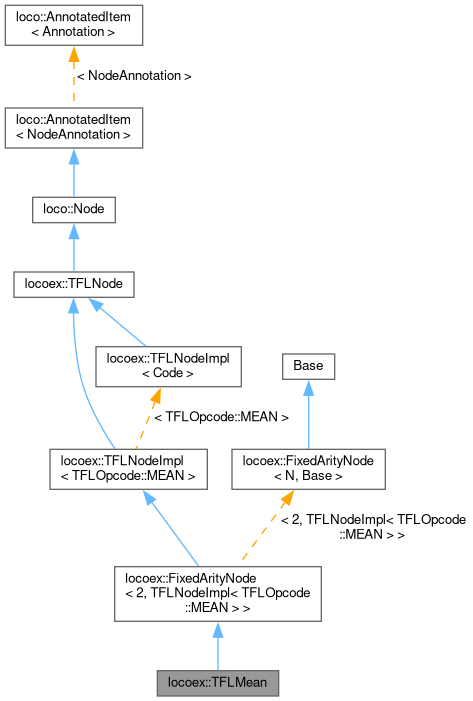 loco::AnnotatedItem
< Annotation >
< NodeAnnotation >
loco::AnnotatedItem
< NodeAnnotation >
loco::Node
locoex::TFLNode
locoex::TFLNodeImpl
< Code >
Base
< TFLOpcode::MEAN >
locoex::TFLNodeImpl
< TFLOpcode::MEAN >
locoex::FixedArityNode
< N, Base >
< 2, TFLNodeImpl< TFLOpcode
::MEAN > >
locoex::FixedArityNode
< 2, TFLNodeImpl< TFLOpcode
::MEAN > >
locoex::TFLMean